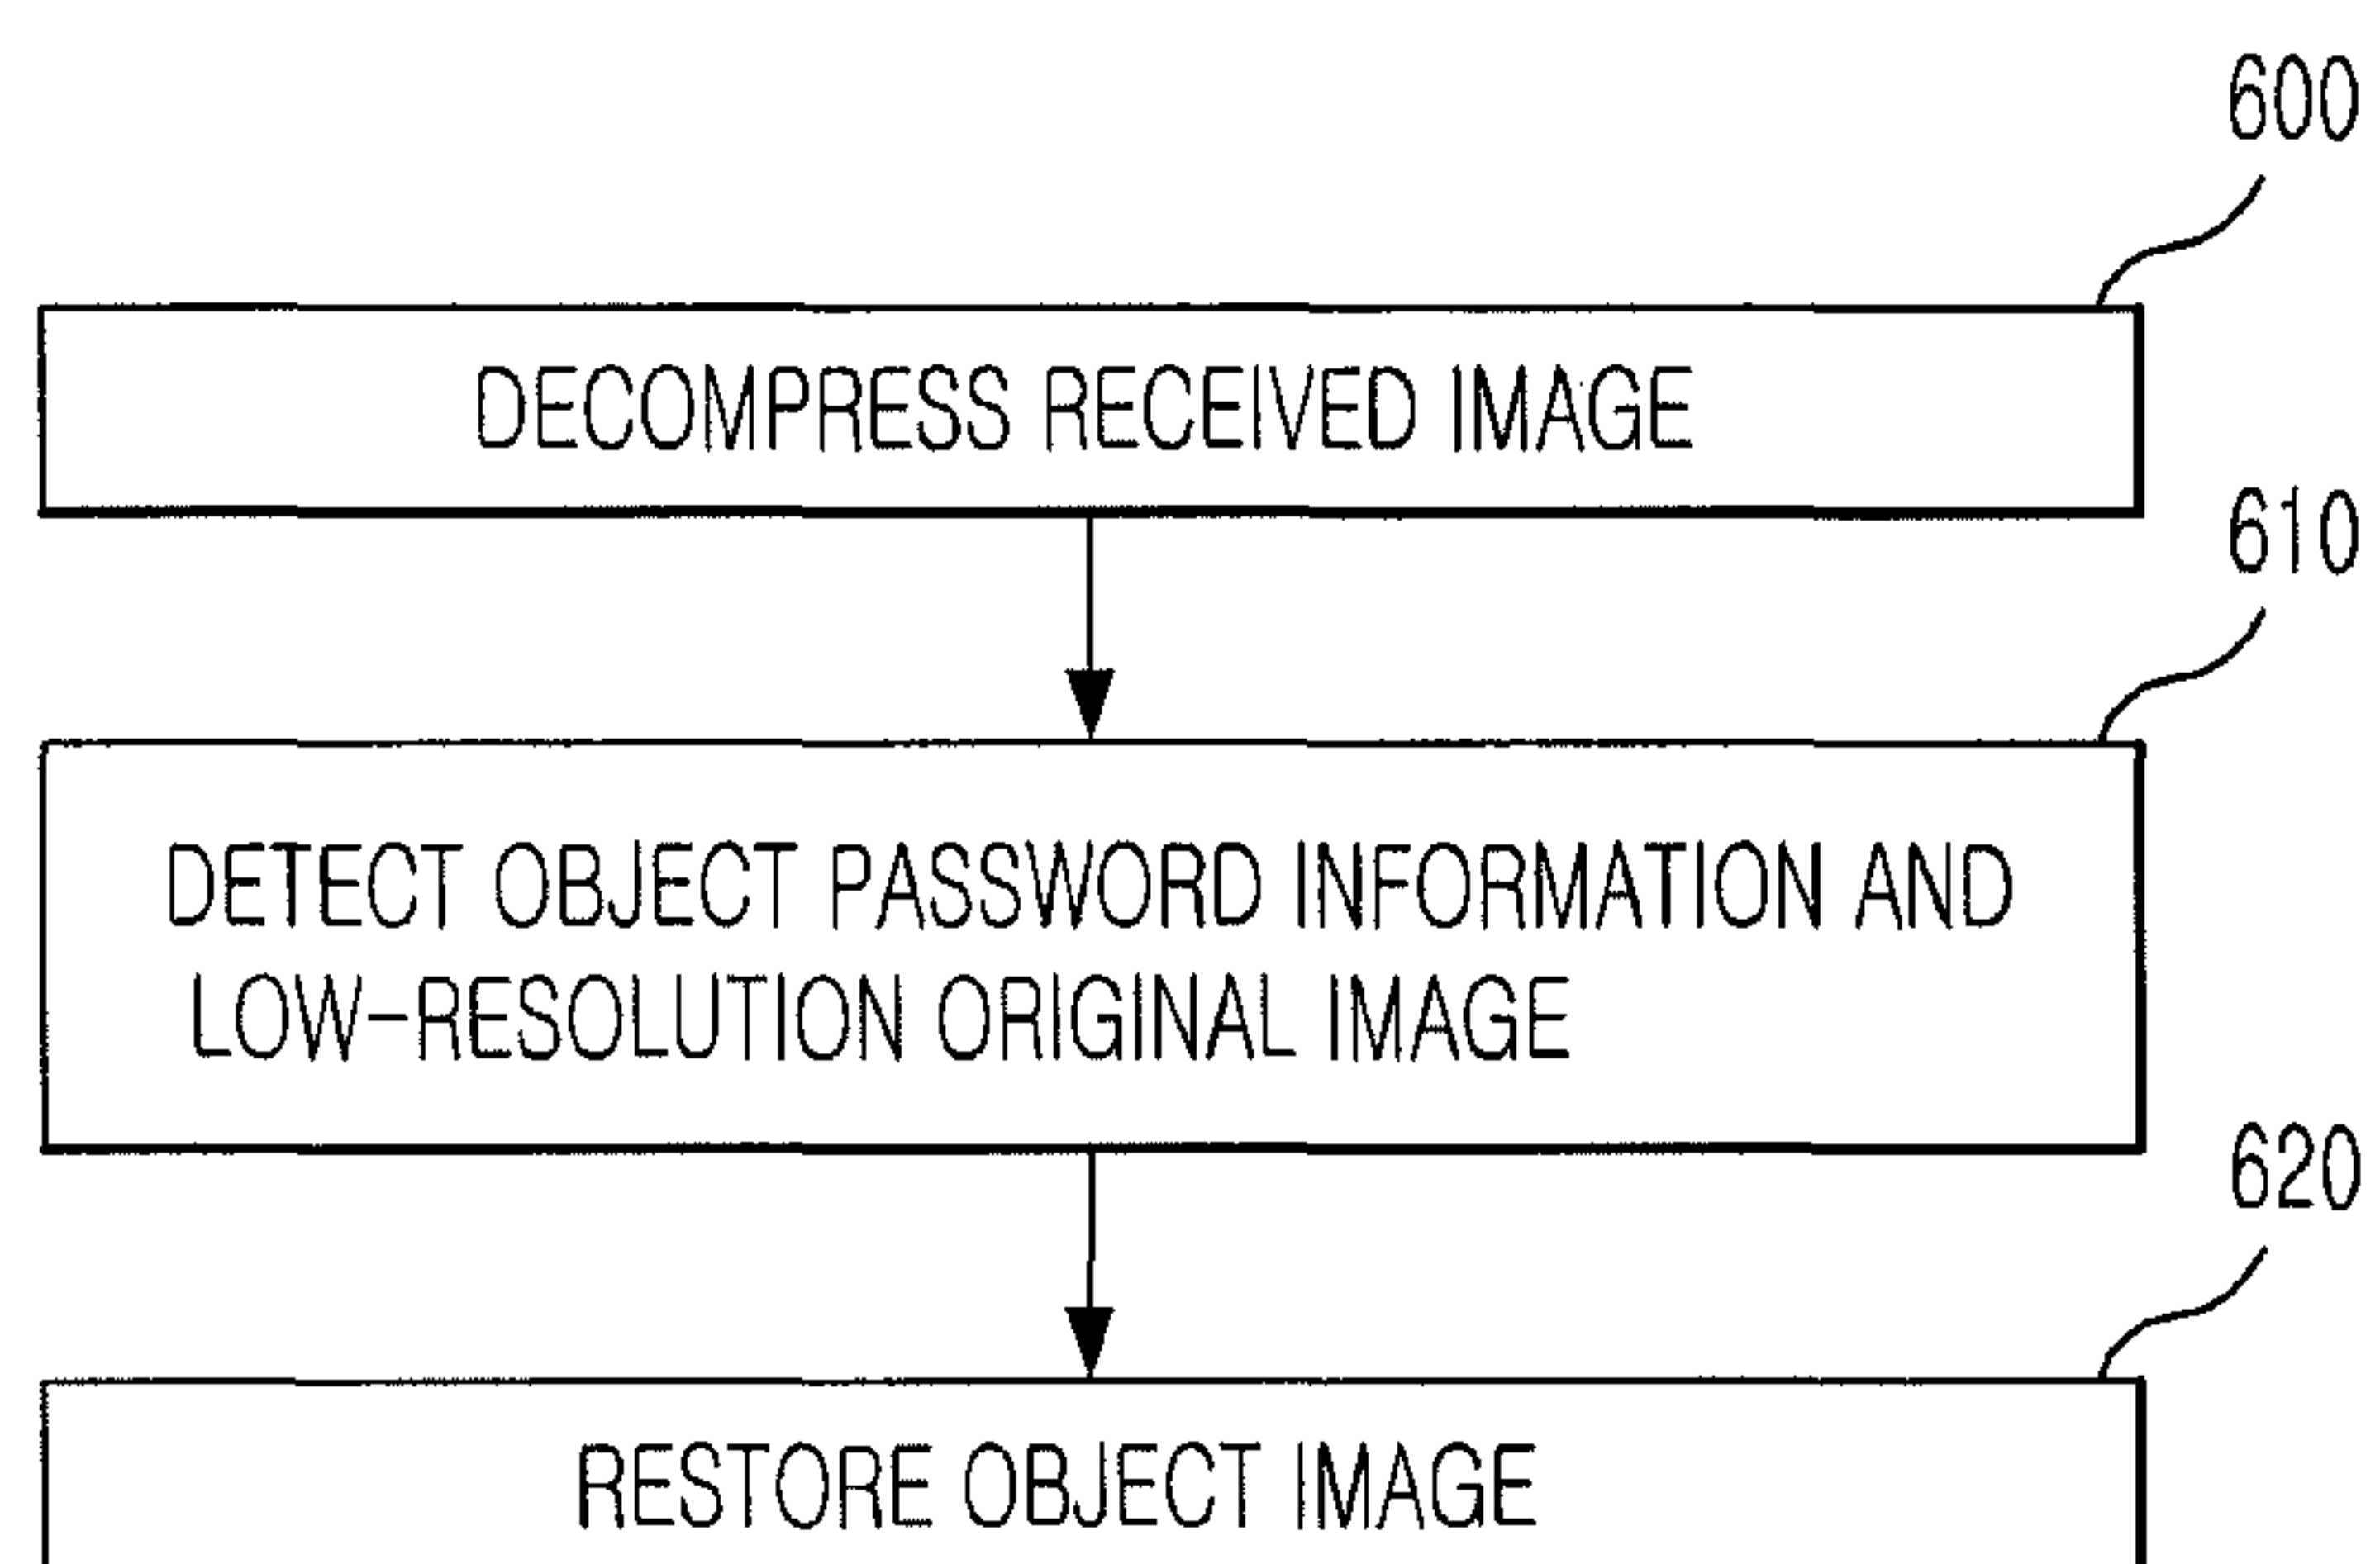 600
DECOMPRESS RECEIVED IMAGE
610
DETECT OBJECT PASSWORD INFORMATION AND
LOW-RESOLUTION ORIGINAL IMAGE
620
RESTORE OBJECT IMAGE